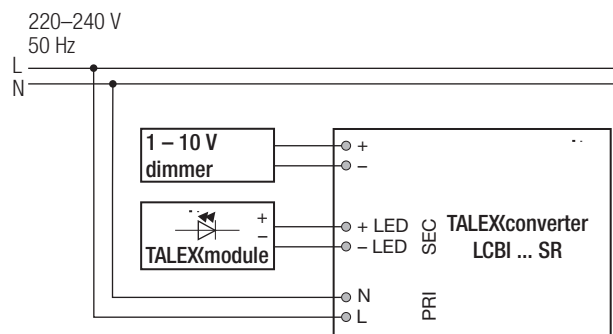 220–240 V
50 Hz
L
N
1 – 10 V
dimmer
+
–
+
–
TALEXmodule
+ LED
– LED
SEC
TALEXconverter
LCBI ... SR
N
L
PRI